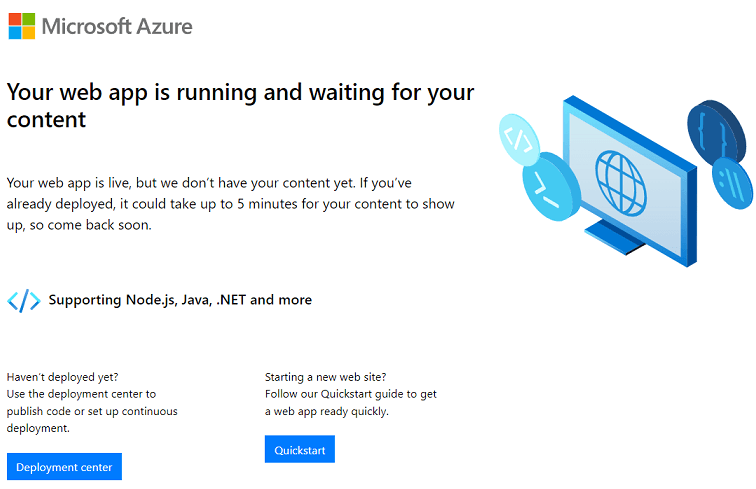 Microsoft Azure
Your web app is running and waiting for your
content
Your web app is live, but we don't have your content yet. If you've
already deployed, it could take up to 5 minutes for your content to show
up, so come back soon.
</> Supporting Node.js, Java, .NET and more
Haven't deployed yet?
Use the deployment center to
publish code or set up continuous
deployment.
Deployment center
Starting a new web site?
Follow our Quickstart guide to get
a web app ready quickly.
Quickstart